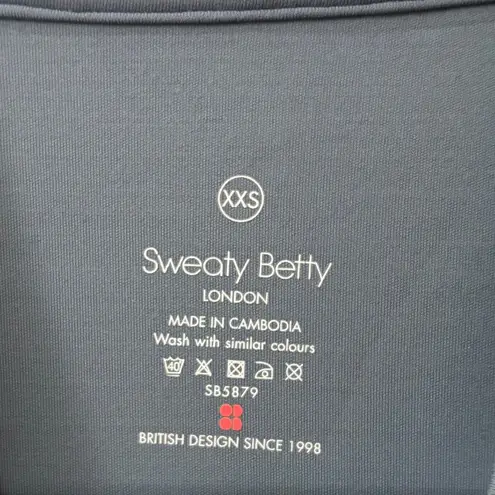 XXS
Sweaty Betty
LONDON
MADE IN CAMBODIA
Wash with similar colours
40
SB5879
BRITISH DESIGN SINCE 1998